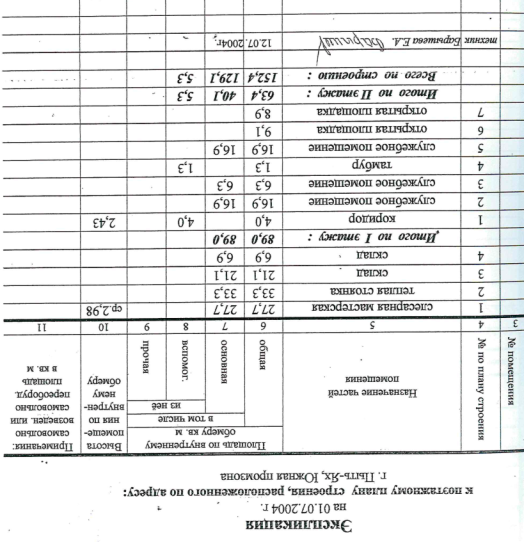 Экспликация
на 01.07.2004 г.
к поэтажному плану строения, расположенного по адресу:
г. Пыть-Ях, Южная промзона
№ помещения
№ по плану строения
Назначение частей помещения
Площадь по внутреннему обмеру кв. м
в том числе
из неё
общая
основная
вспомог.
прочая
Высота помещения по внутреннему обмеру
Примечания: самовольно возведен. или самовольно переоборуд. площадь в кв. м
3 4 5 6 7 8 9 10 11
1 слесарная мастерская 27,7 27,7 ср.2,98
2 теплая стоянка 33,3 33,3
3 склад 21,1 21,1
4 склад 6,9 6,9
Итого по I этажу : 89,0 89,0
1 коридор 4,0 4,0 2,43
2 служебное помещение 16,9 16,9
3 служебное помещение 6,3 6,3
4 тамбур 1,3 1,3
5 служебное помещение 16,9 16,9
6 открытая площадка 9,1
7 открытая площадка 8,9
Итого по II этажу : 63,4 40,1 5,3
Всего по строению : 152,4 129,1 5,3
техник Барышева Е.А. 12.07.2004г.